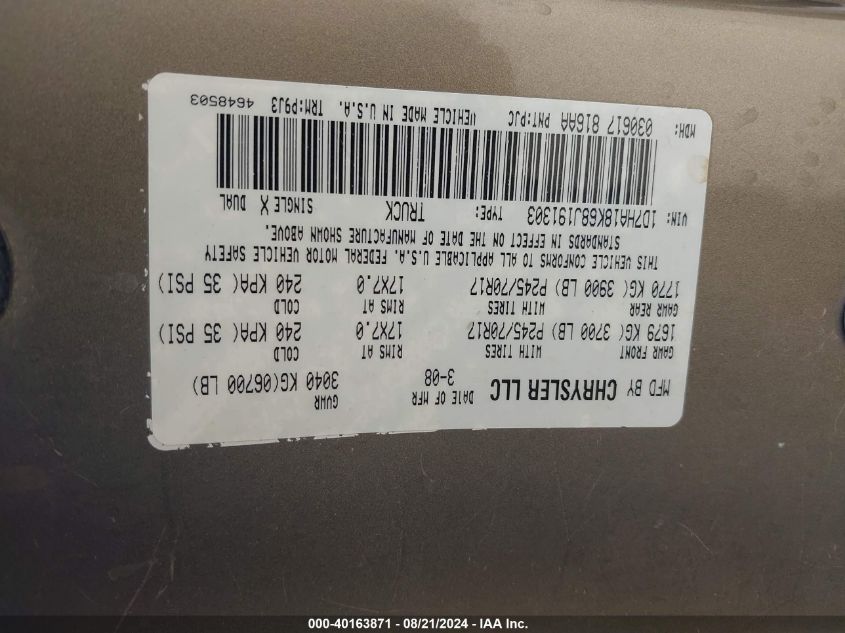 MFD BY CHRYSLER LLC DATE OF MFR 3-08 GVWR 3040 KG(06700 LB)
GAWR FRONT WITH TIRES RIMS AT COLD
1679 KG( 3700 LB) P245/70R17 17X7.0 240 KPA( 35 PSI)
GAWR REAR WITH TIRES RIMS AT COLD
1770 KG( 3900 LB) P245/70R17 17X7.0 240 KPA( 35 PSI)
THIS VEHICLE CONFORMS TO ALL APPLICABLE U.S.A. FEDERAL MOTOR VEHICLE SAFETY
STANDARDS IN EFFECT ON THE DATE OF MANUFACTURE SHOWN ABOVE.
VIN: 1D7HA18K68J191303 TYPE: TRUCK SINGLE X DUAL
MDH: 030617 816AA PNT:PJC VEHICLE MADE IN U.S.A. TRM:P9J3 4648503
000-40163871 - 08/21/2024 - IAA Inc.